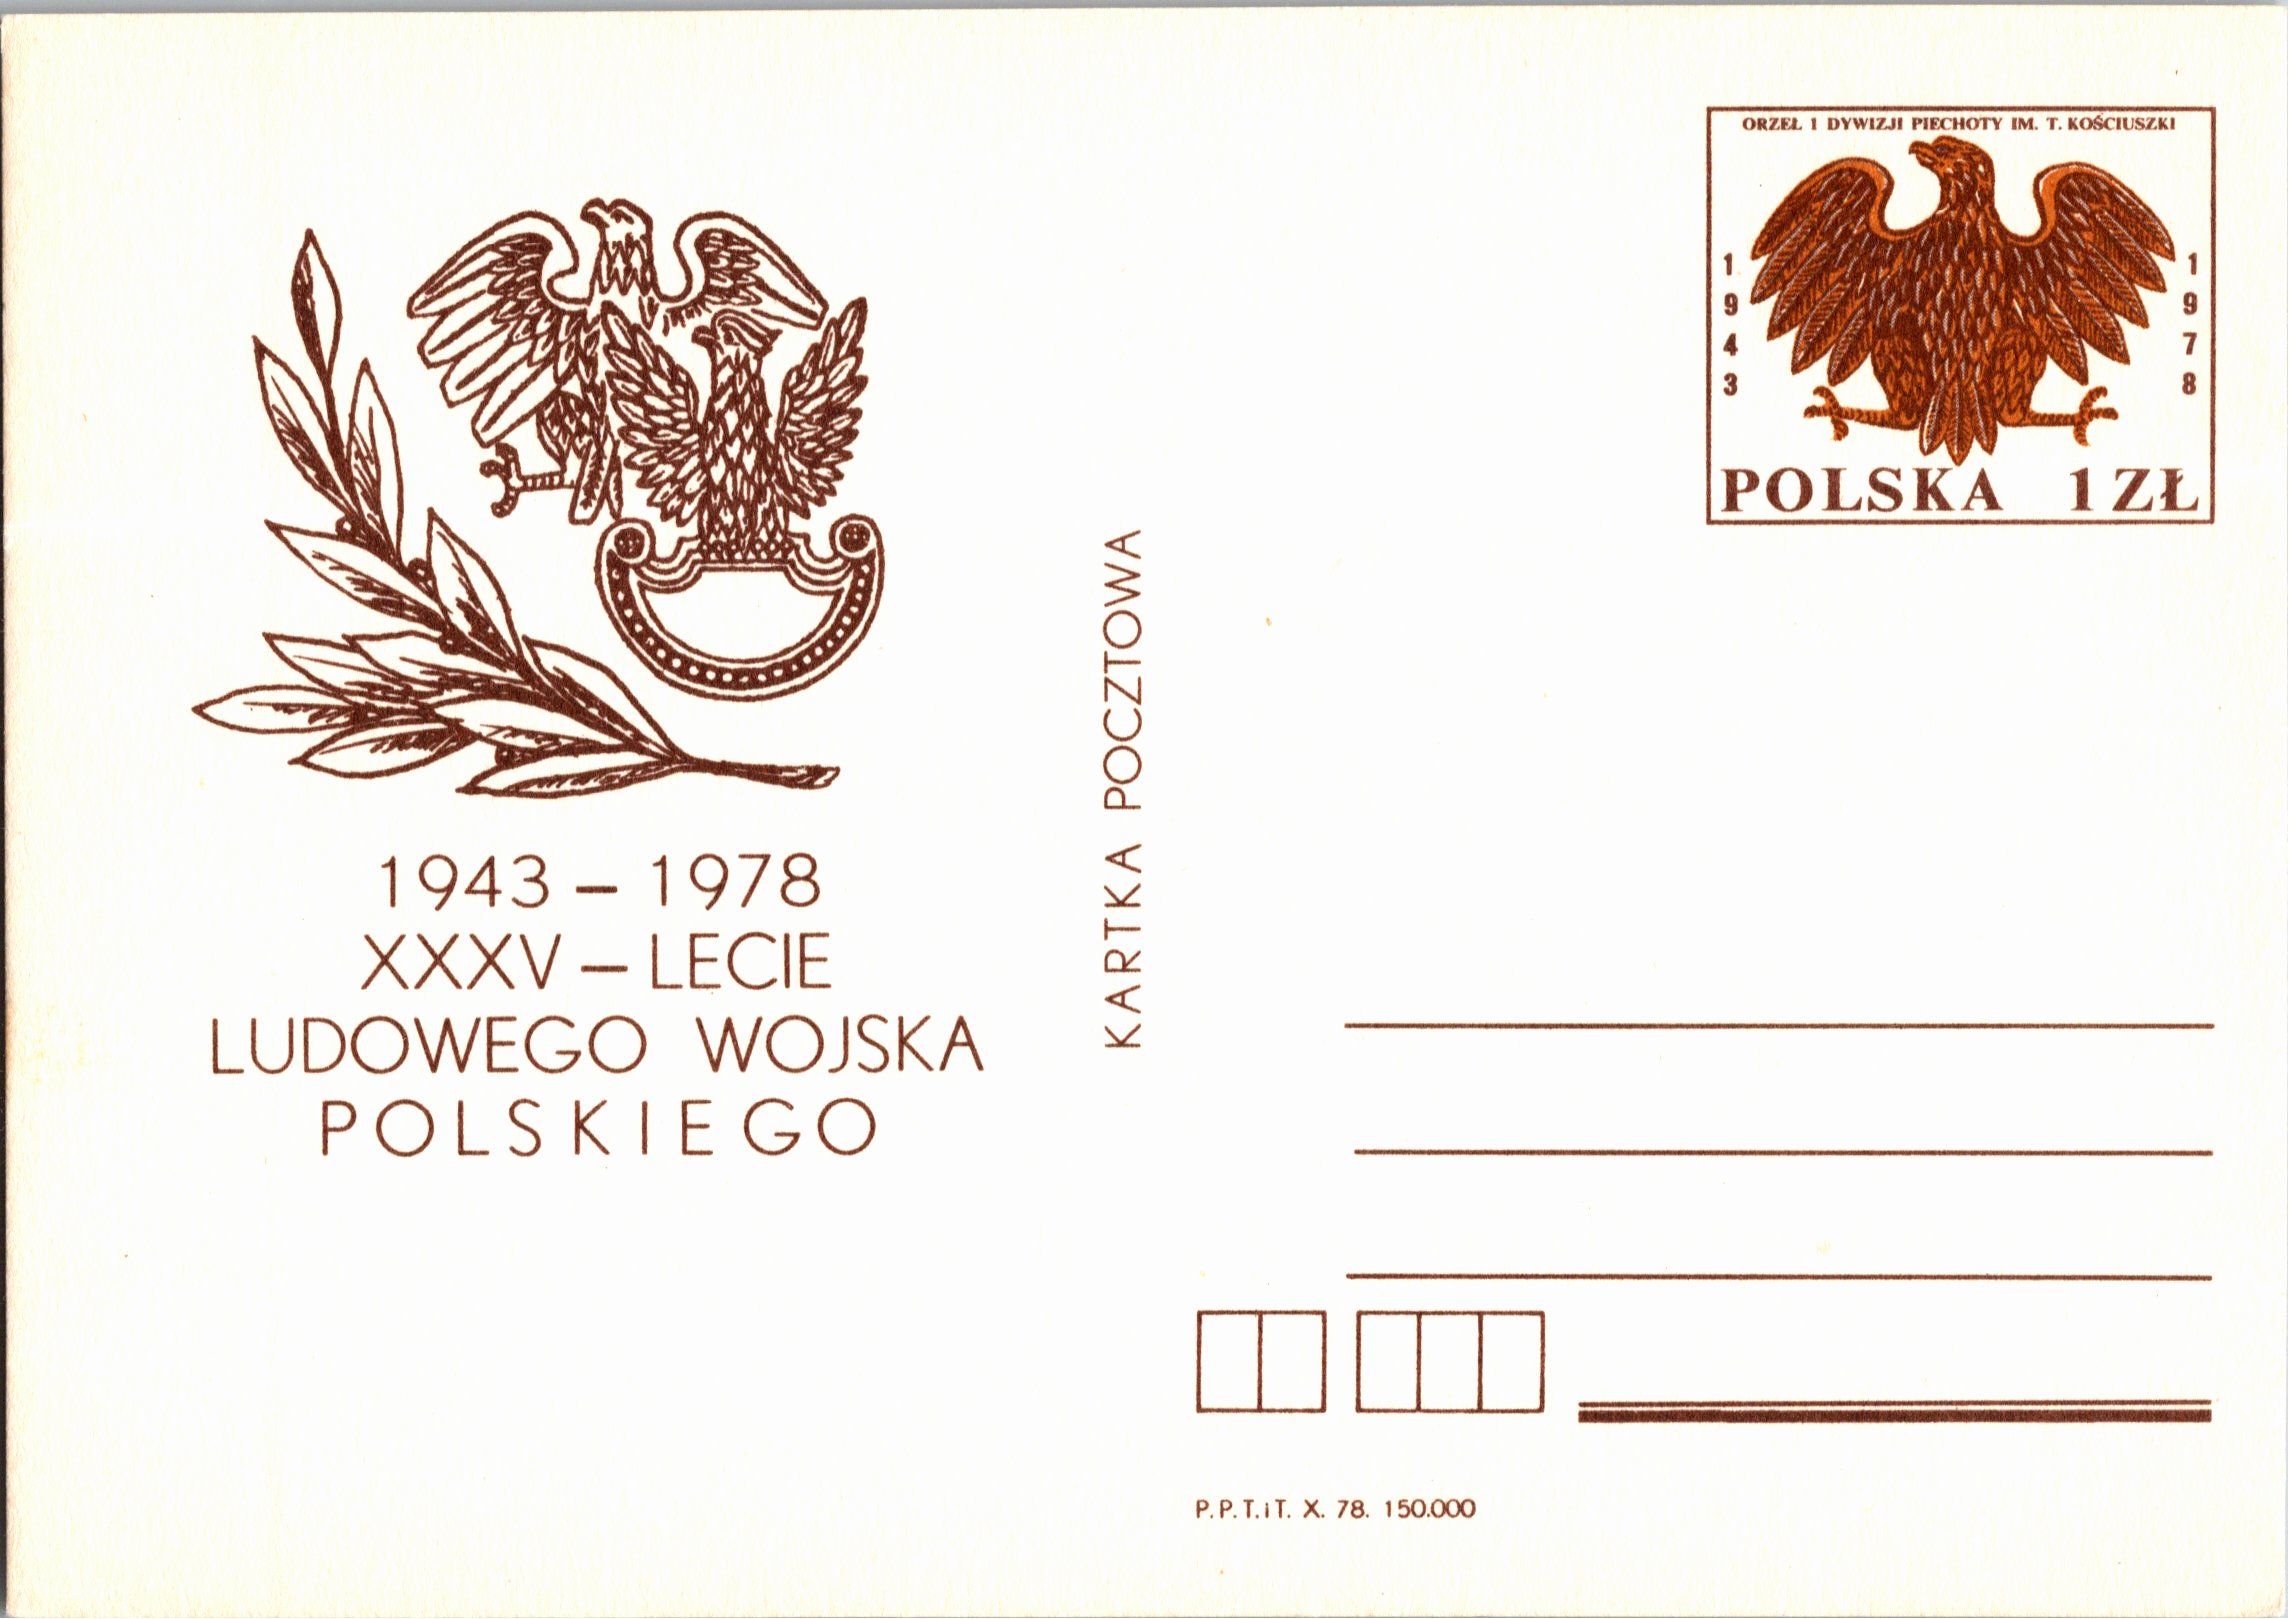 1943 – 1978
XXXV – LECIE
LUDOWEGO WOJSKA
POLSKIEGO
KARTKA POCZTOWA
ORZEŁ 1 DYWIZJI PIECHOTY IM. T. KOŚCIUSZKI
1943
1978
POLSKA 1 ZŁ
P.P.T.iT. X. 78. 150.000